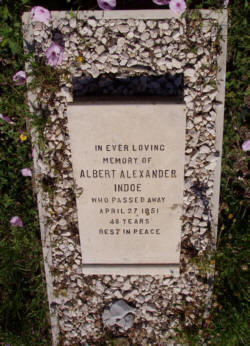 IN EVER LOVING
MEMORY OF
ALBERT ALEXANDER
INDOE
WHO PASSED AWAY
APRIL 27 1951
48 YEARS
REST IN PEACE